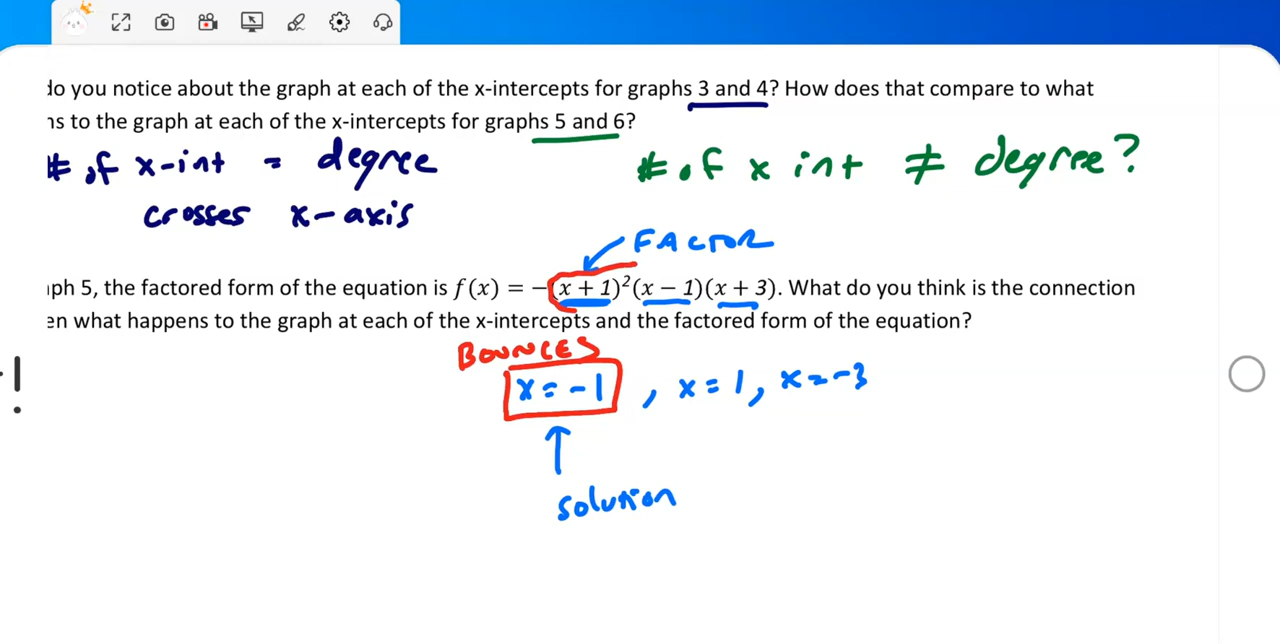 do you notice about the graph at each of the x-intercepts for graphs 3 and 4? How does that compare to what
ns to the graph at each of the x-intercepts for graphs 5 and 6?
# of x-int = degree
crosses x-axis
# of x int ≠ degree?
FACTOR
ph 5, the factored form of the equation is f(x) = −(x + 1)²(x − 1)(x + 3). What do you think is the connection
en what happens to the graph at each of the x-intercepts and the factored form of the equation?
BOUNCES
x = -1 , x = 1, x = -3
solution